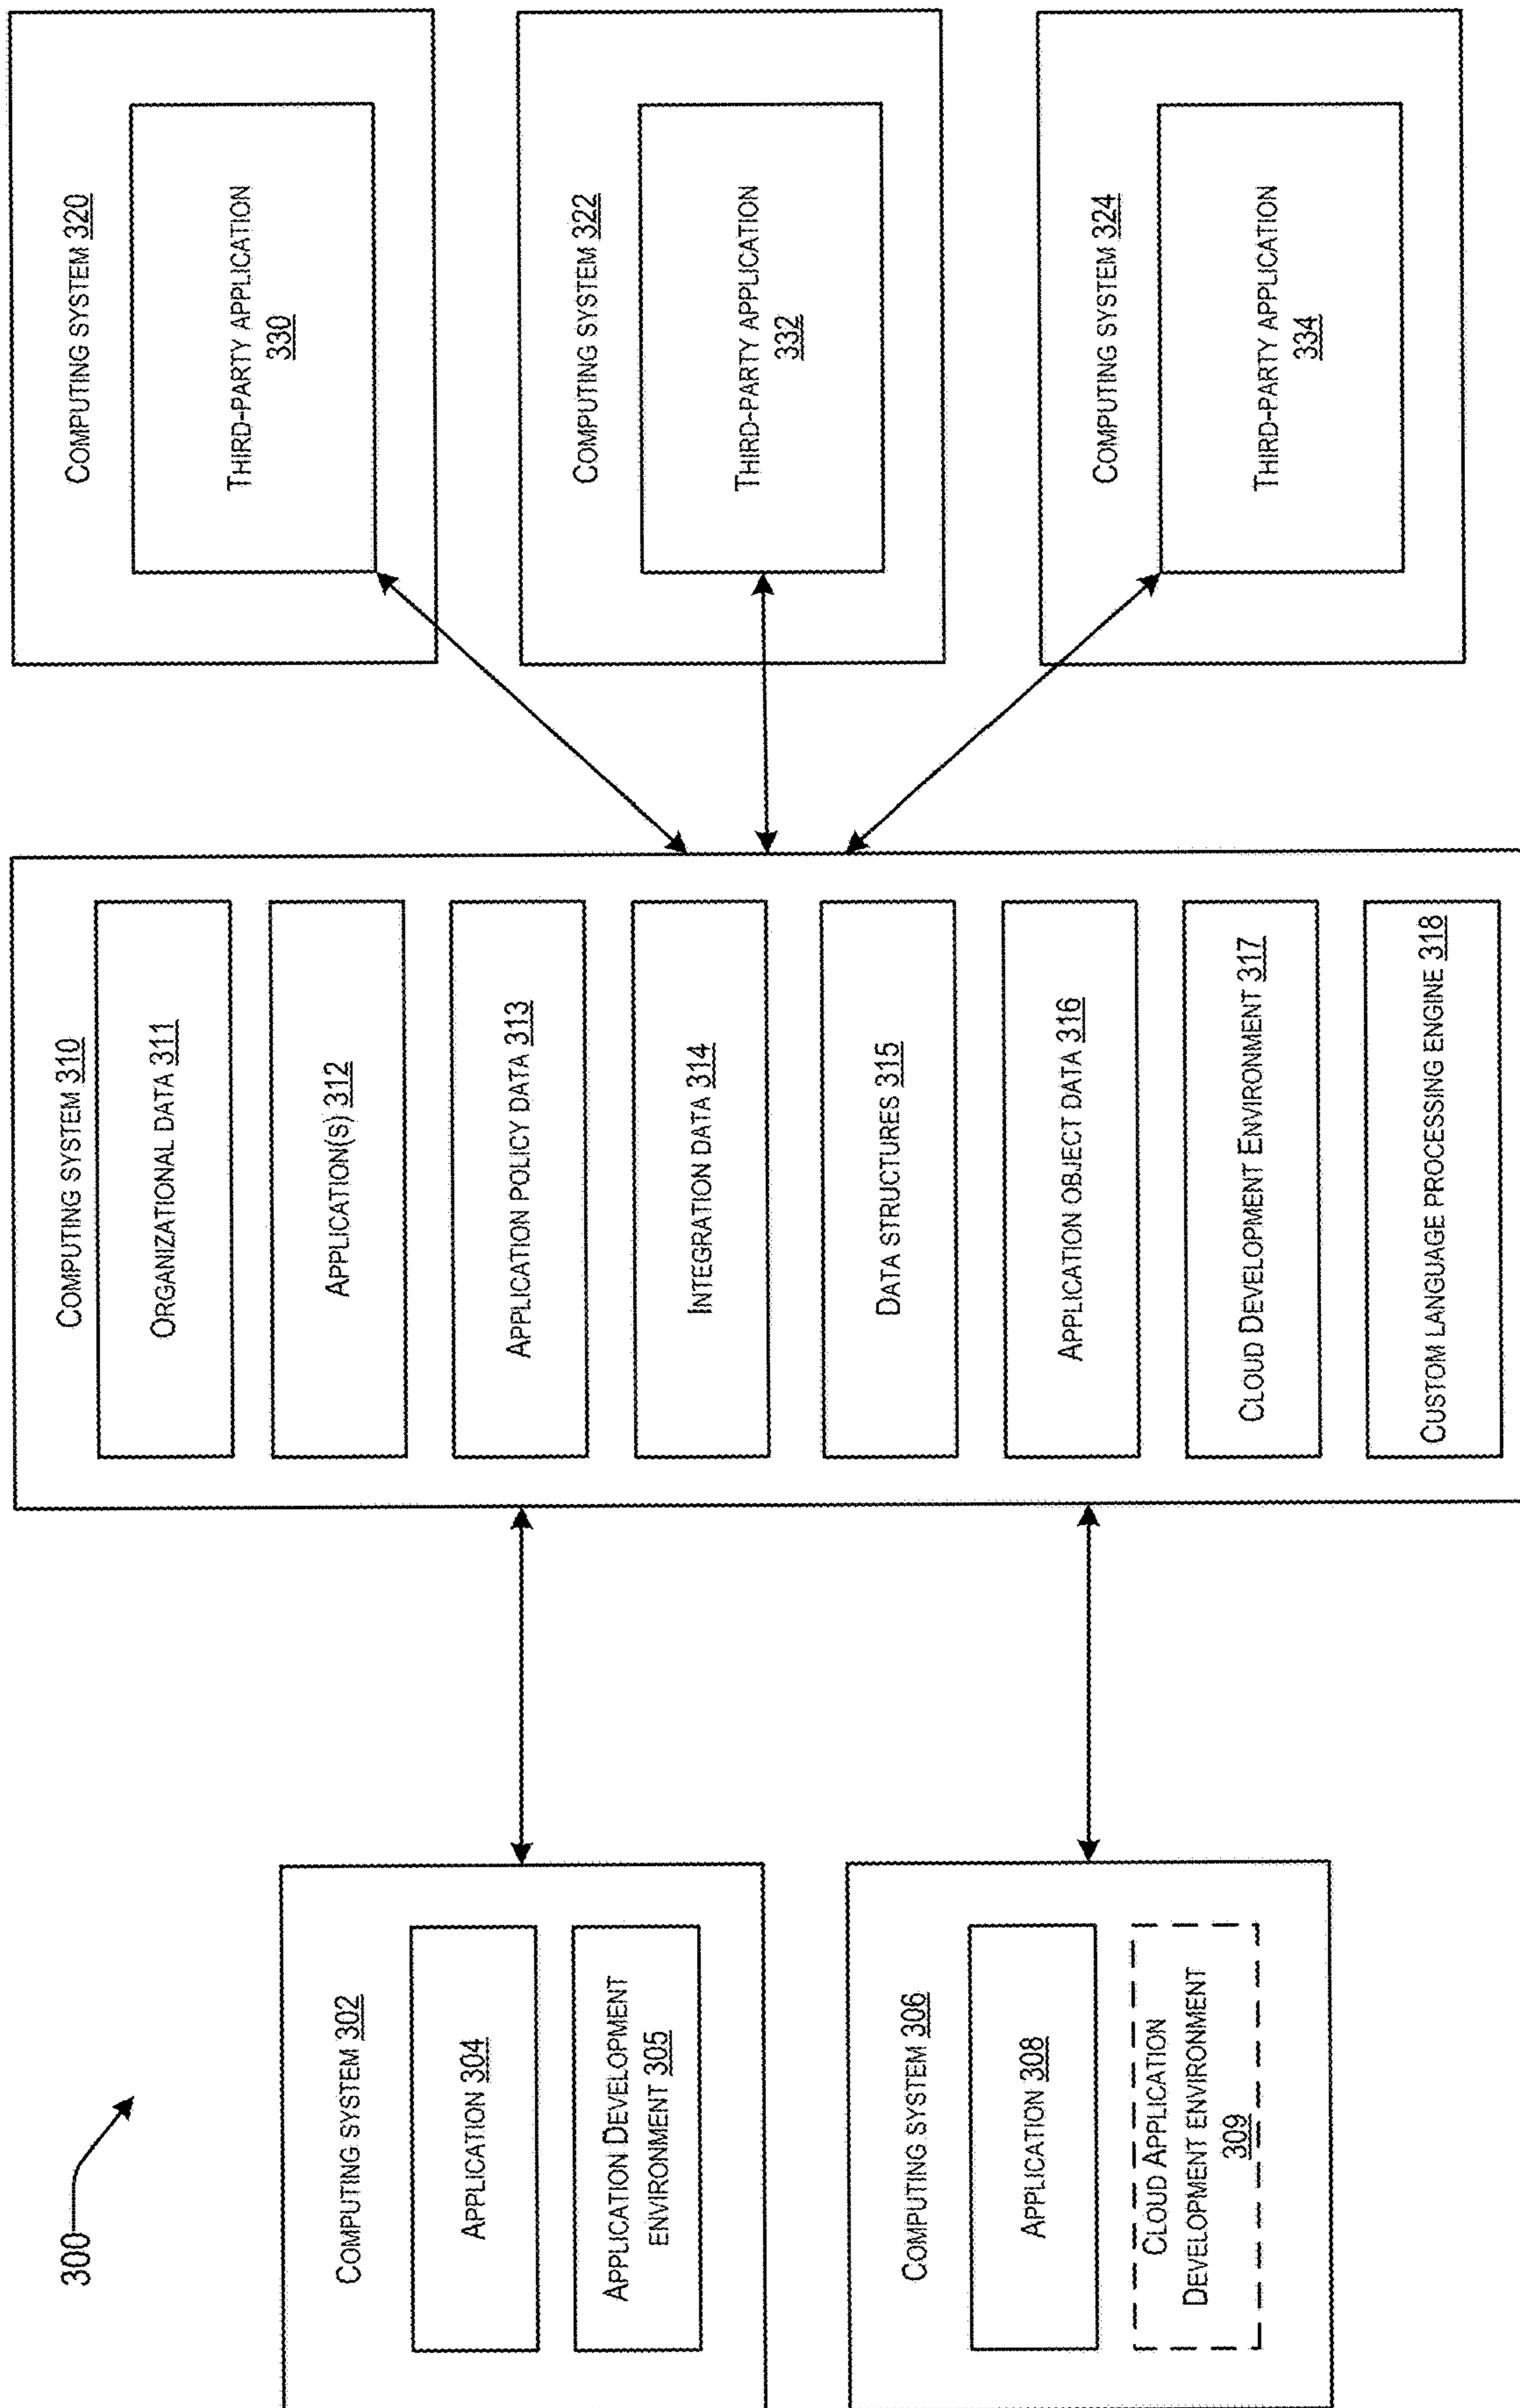 300
COMPUTING SYSTEM 302
APPLICATION 304
APPLICATION DEVELOPMENT
ENVIRONMENT 305
COMPUTING SYSTEM 306
APPLICATION 308
CLOUD APPLICATION
DEVELOPMENT ENVIRONMENT
309
COMPUTING SYSTEM 310
ORGANIZATIONAL DATA 311
APPLICATION(S) 312
APPLICATION POLICY DATA 313
INTEGRATION DATA 314
DATA STRUCTURES 315
APPLICATION OBJECT DATA 316
CLOUD DEVELOPMENT ENVIRONMENT 317
CUSTOM LANGUAGE PROCESSING ENGINE 318
COMPUTING SYSTEM 320
THIRD-PARTY APPLICATION
330
COMPUTING SYSTEM 322
THIRD-PARTY APPLICATION
332
COMPUTING SYSTEM 324
THIRD-PARTY APPLICATION
334